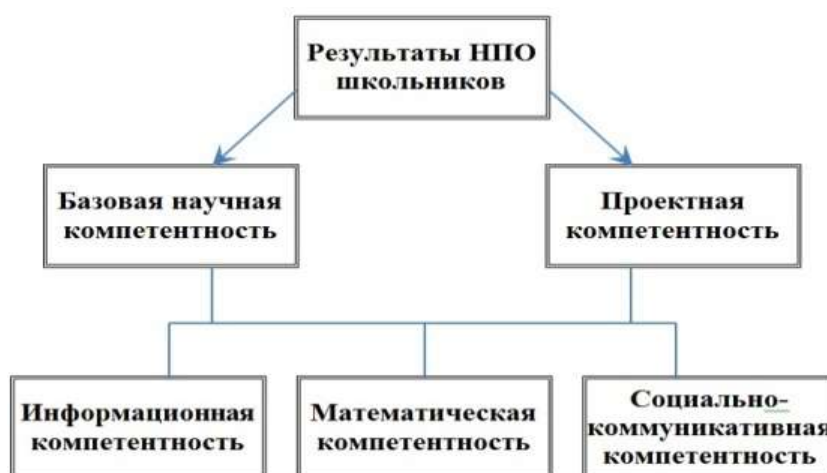 Результаты НПО
школьников
Базовая научная
компетентность
Проектная
компетентность
Информационная
компетентность
Математическая
компетентность
Социально-
коммуникативная
компетентность